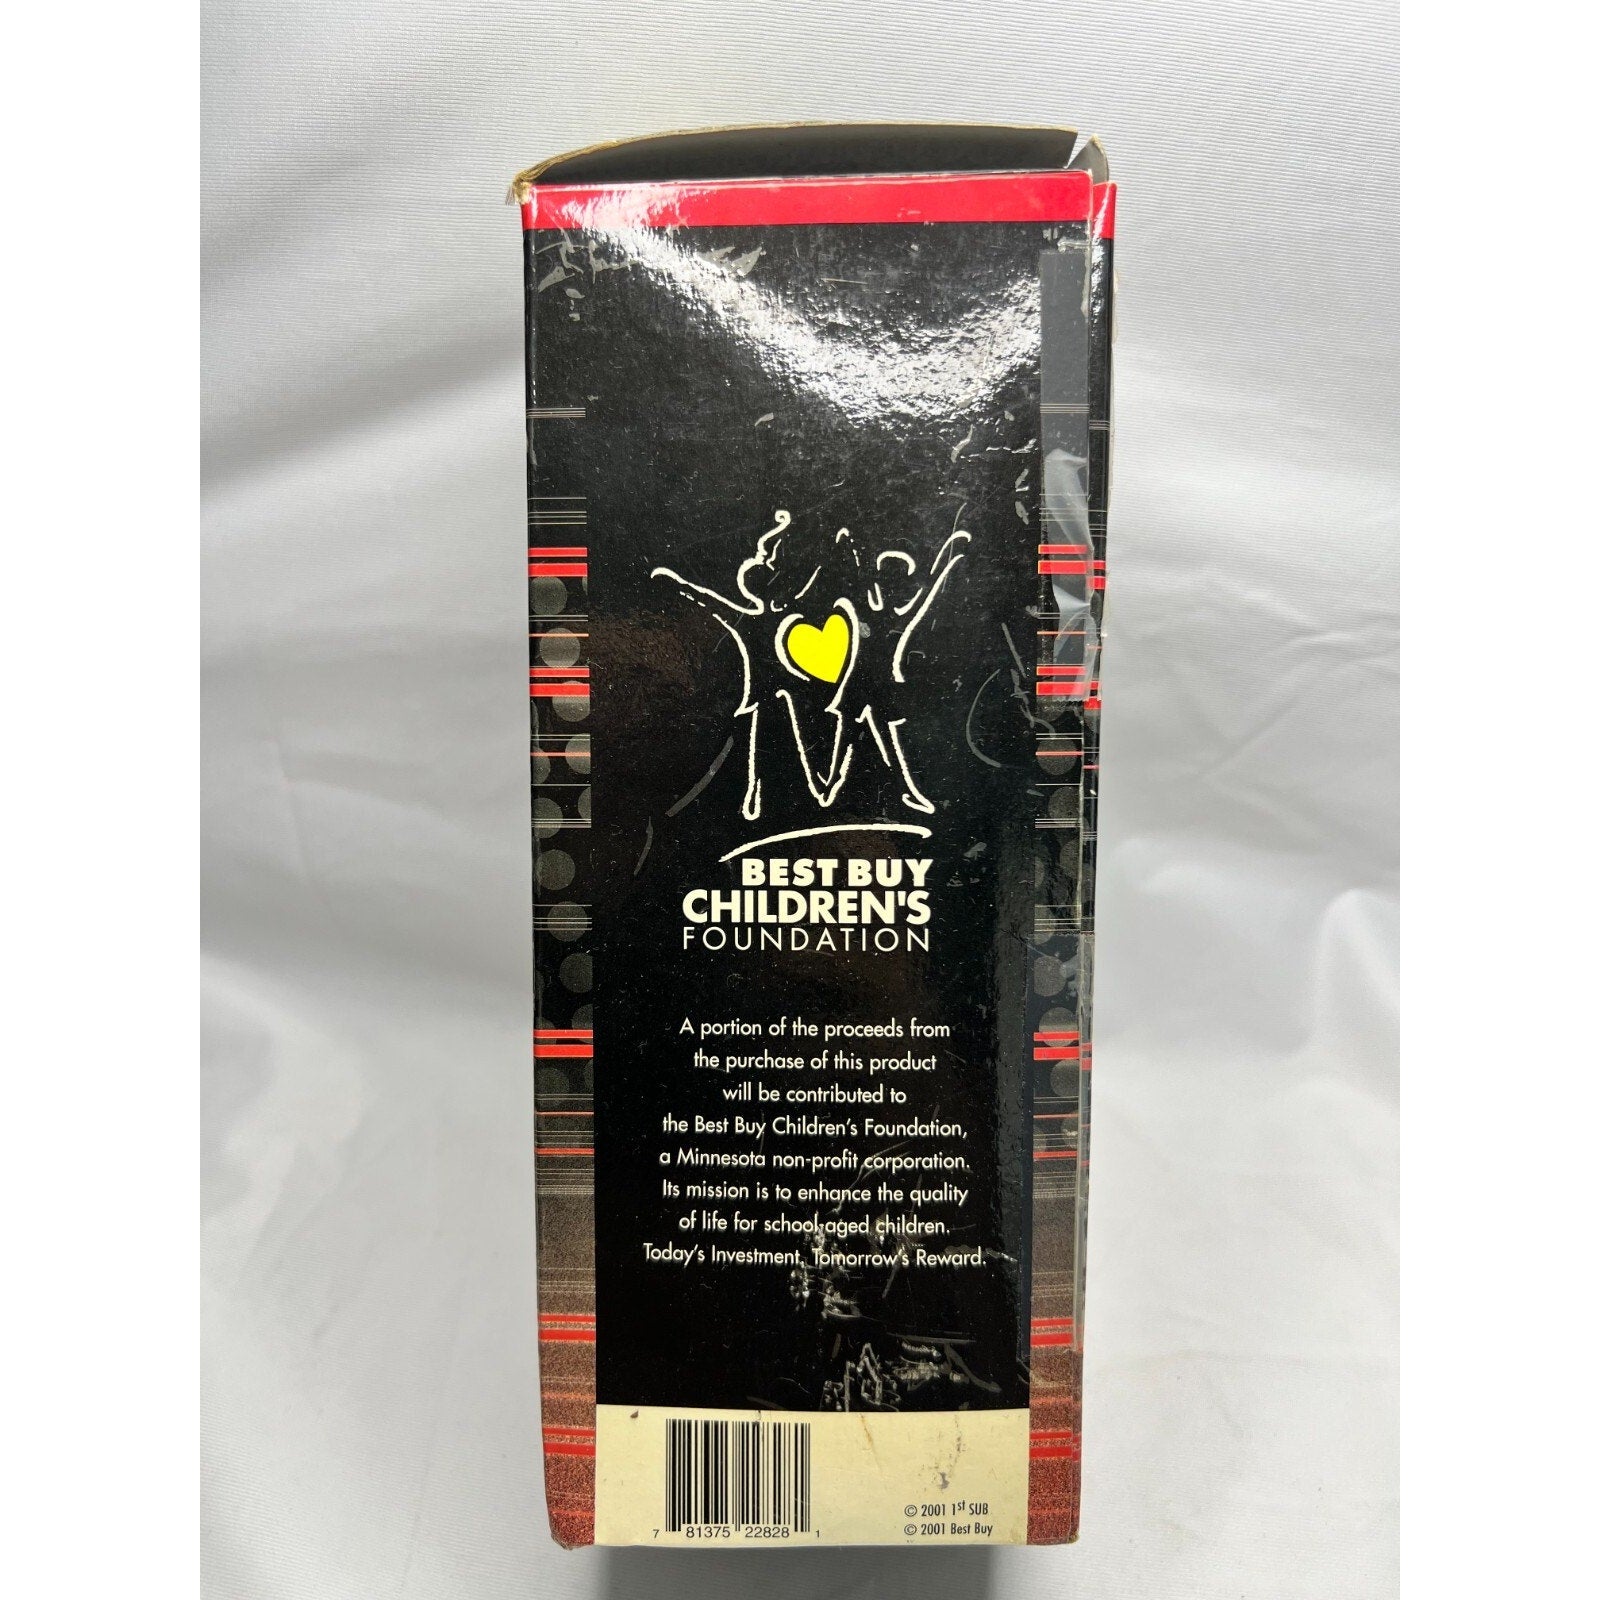 BEST BUY
CHILDREN'S
FOUNDATION
A portion of the proceeds from
the purchase of this product
will be contributed to
the Best Buy Children's Foundation,
a Minnesota non-profit corporation.
Its mission is to enhance the quality
of life for school-aged children.
Today's Investment, Tomorrow's Reward.
7 81375 22828 1
© 2001 1st SUB
© 2001 Best Buy